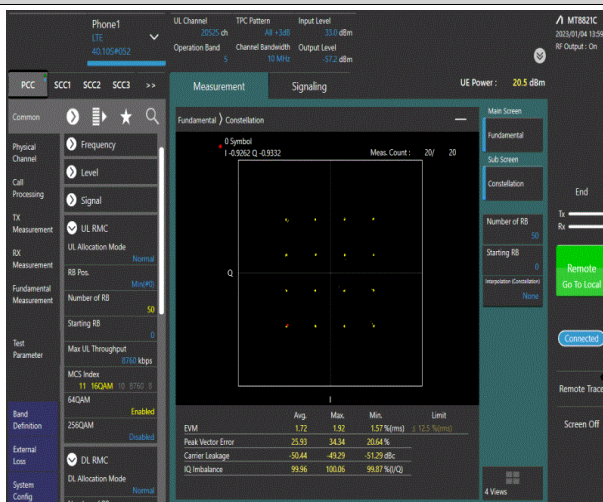 Phone1
LTE
40.105#052
UL Channel
20525 ch
TPC Pattern
All +3dB
Input Level
33.0 dBm
Operation Band
5
Channel Bandwidth
10 MHz
Output Level
-57.2 dBm
MT8821C
2023/01/04 13:59
RF Output : On
PCC SCC1 SCC2 SCC3 >>
Measurement Signaling
UE Power : 20.5 dBm
Common
Physical
Channel
Call
Processing
TX
Measurement
RX
Measurement
Fundamental
Measurement
Test
Parameter
Band
Definition
External
Loss
System
Config
Frequency
Level
Signal
UL RMC
UL Allocation Mode
Normal
RB Pos.
Min(#0)
Number of RB
50
Starting RB
0
Max UL Throughput
8760 kbps
MCS Index
11 16QAM 10 8760 0
64QAM
Enabled
256QAM
Disabled
DL RMC
DL Allocation Mode
Normal
Fundamental Constellation
0 Symbol
I -0.9262 Q -0.9332
Meas. Count : 20/ 20
Q
I
Avg. Max. Min. Limit
EVM 1.72 1.92 1.57 %(rms) ≤ 12.5 %(rms)
Peak Vector Error 25.93 34.34 20.64 %
Carrier Leakage -50.44 -49.29 -51.29 dBc
IQ Imbalance 99.96 100.06 99.87 %(I/Q)
Main Screen
Fundamental
Sub Screen
Constellation
Number of RB
50
Starting RB
0
Interpolation (Constellation)
None
4 Views
End
Tx
Rx
Remote
Go To Local
Connected
Remote Trace
Screen Off